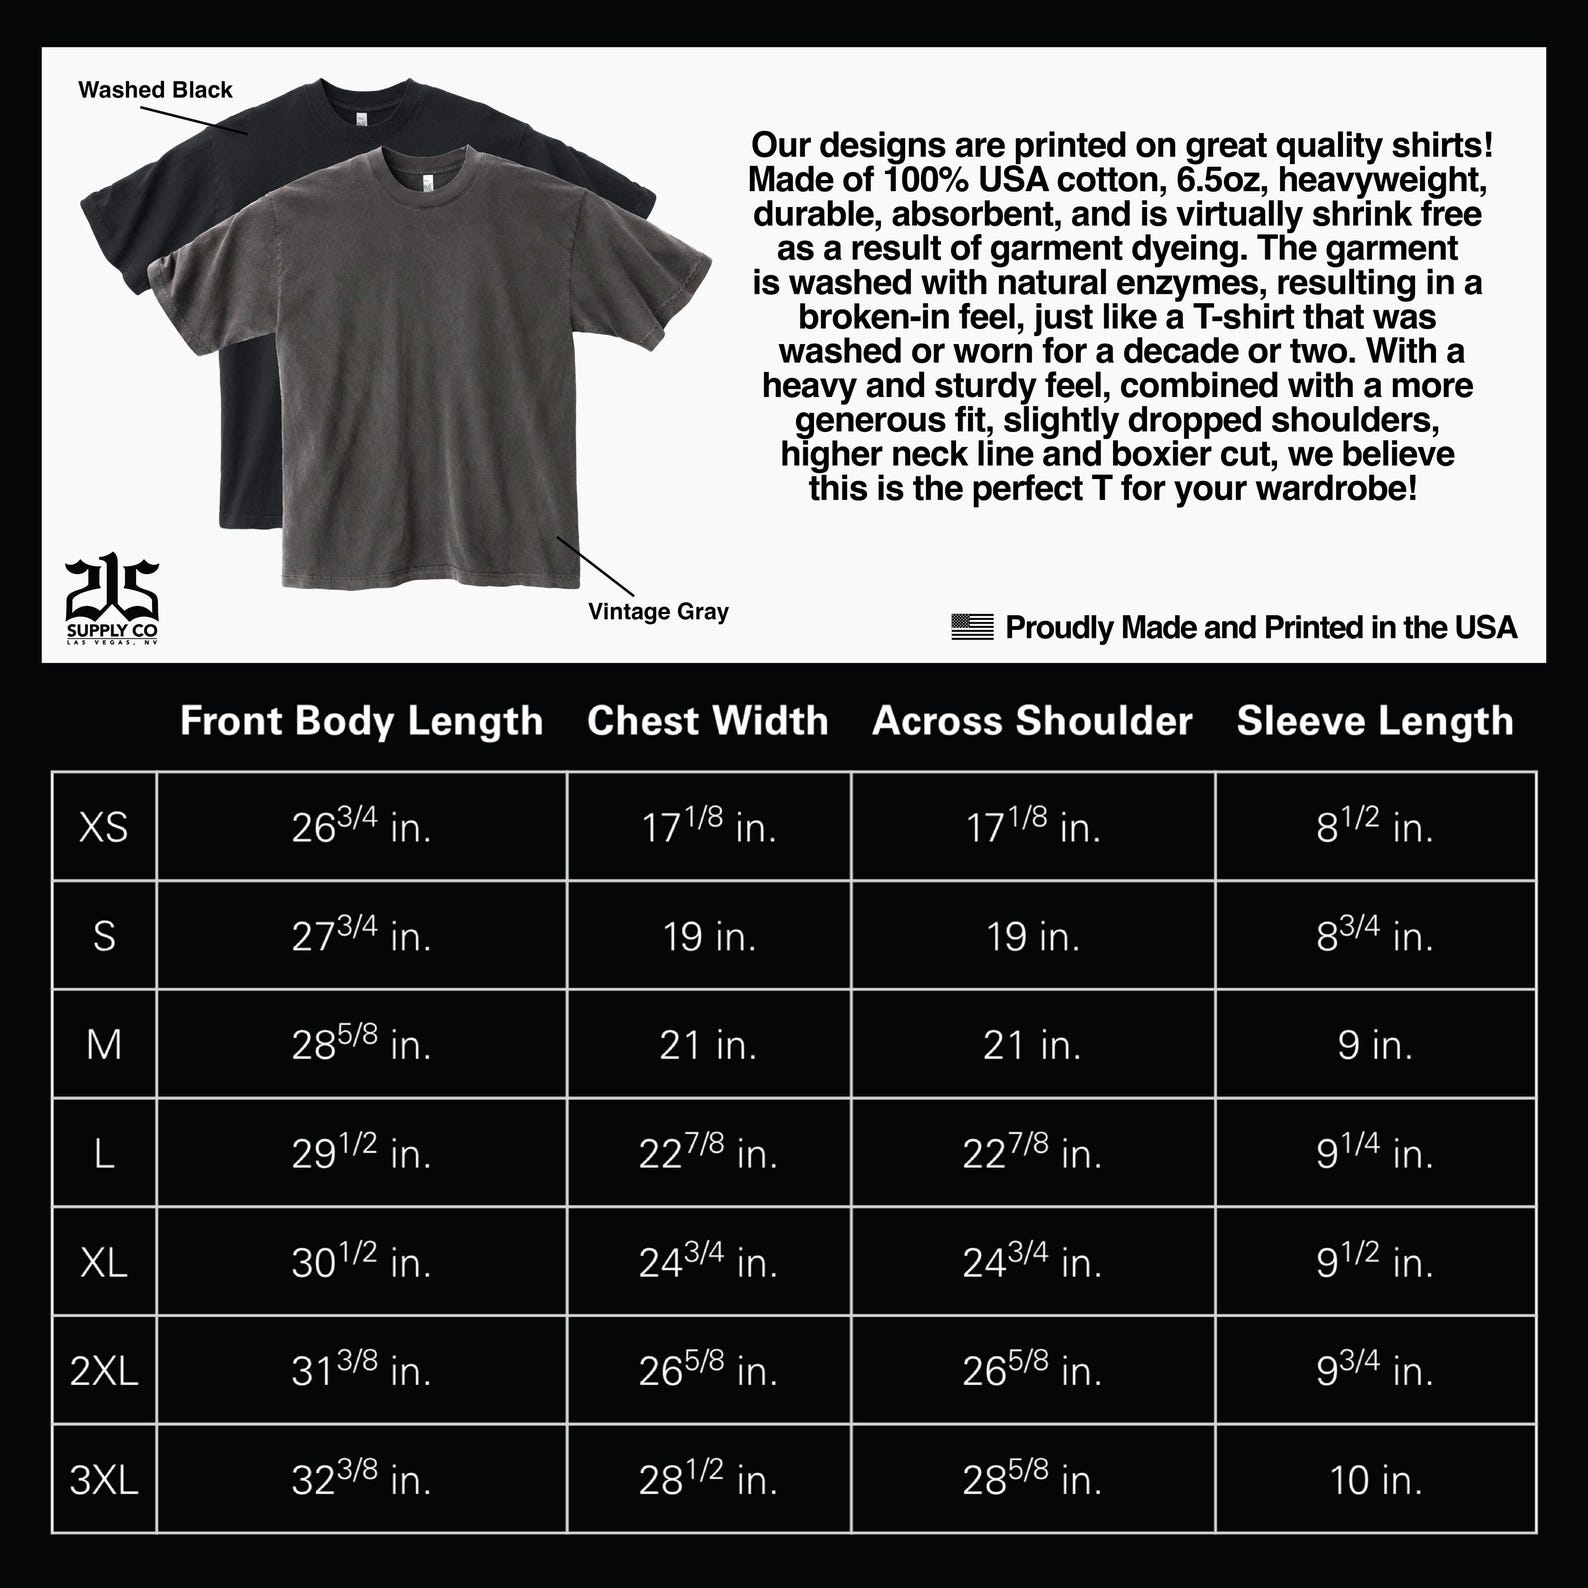 Washed Black
Our designs are printed on great quality shirts!
Made of 100% USA cotton, 6.5oz, heavyweight,
durable, absorbent, and is virtually shrink free
as a result of garment dyeing. The garment
is washed with natural enzymes, resulting in a
broken-in feel, just like a T-shirt that was
washed or worn for a decade or two. With a
heavy and sturdy feel, combined with a more
generous fit, slightly dropped shoulders,
higher neck line and boxier cut, we believe
this is the perfect T for your wardrobe!
Vintage Gray
215
SUPPLY CO
LAS VEGAS, NV
Proudly Made and Printed in the USA
Front Body Length Chest Width Across Shoulder Sleeve Length
XS 26 3/4 in. 17 1/8 in. 17 1/8 in. 8 1/2 in.
S 27 3/4 in. 19 in. 19 in. 8 3/4 in.
M 28 5/8 in. 21 in. 21 in. 9 in.
L 29 1/2 in. 22 7/8 in. 22 7/8 in. 9 1/4 in.
XL 30 1/2 in. 24 3/4 in. 24 3/4 in. 9 1/2 in.
2XL 31 3/8 in. 26 5/8 in. 26 5/8 in. 9 3/4 in.
3XL 32 3/8 in. 28 1/2 in. 28 5/8 in. 10 in.